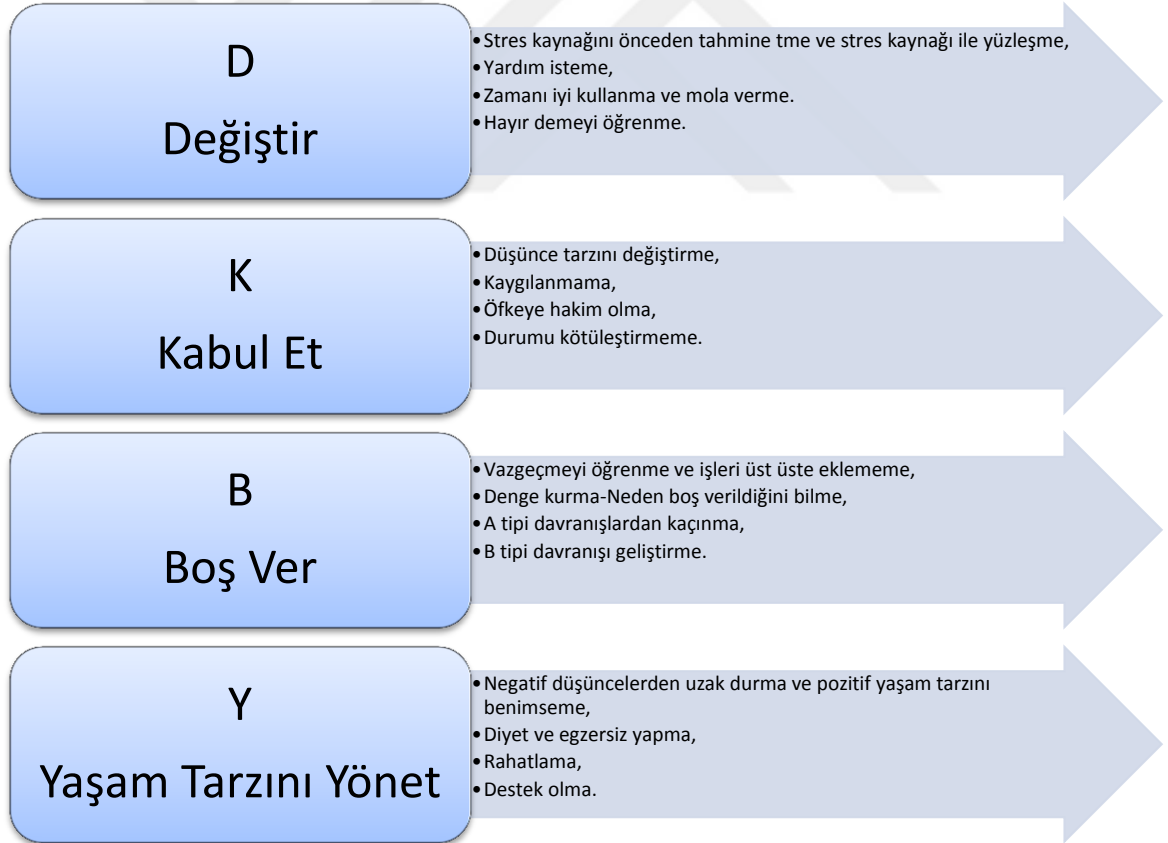 D
Değiştir
•Stres kaynağını önceden tahmine tme ve stres kaynağı ile yüzleşme,
•Yardım isteme,
•Zamanı iyi kullanma ve mola verme.
•Hayır demeyi öğrenme.
K
Kabul Et
•Düşünce tarzını değiştirme,
•Kaygılanmama,
•Öfkeye hakim olma,
•Durumu kötüleştirmeme.
B
Boş Ver
•Vazgeçmeyi öğrenme ve işleri üst üste eklememe,
•Denge kurma-Neden boş verildiğini bilme,
•A tipi davranışlardan kaçınma,
•B tipi davranışı geliştirme.
Y
Yaşam Tarzını Yönet
•Negatif düşüncelerden uzak durma ve pozitif yaşam tarzını
benimseme,
•Diyet ve egzersiz yapma,
•Rahatlama,
•Destek olma.